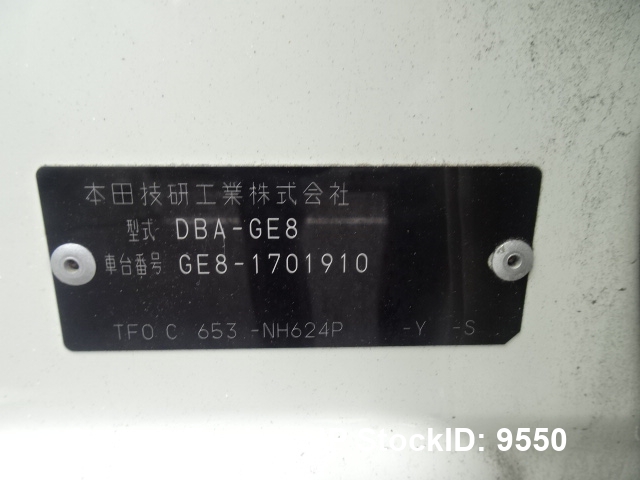 本田技研工業株式会社
型式 DBA-GE8
車台番号 GE8-1701910
TFO C 653 -NH624P -Y -S
StockID: 9550